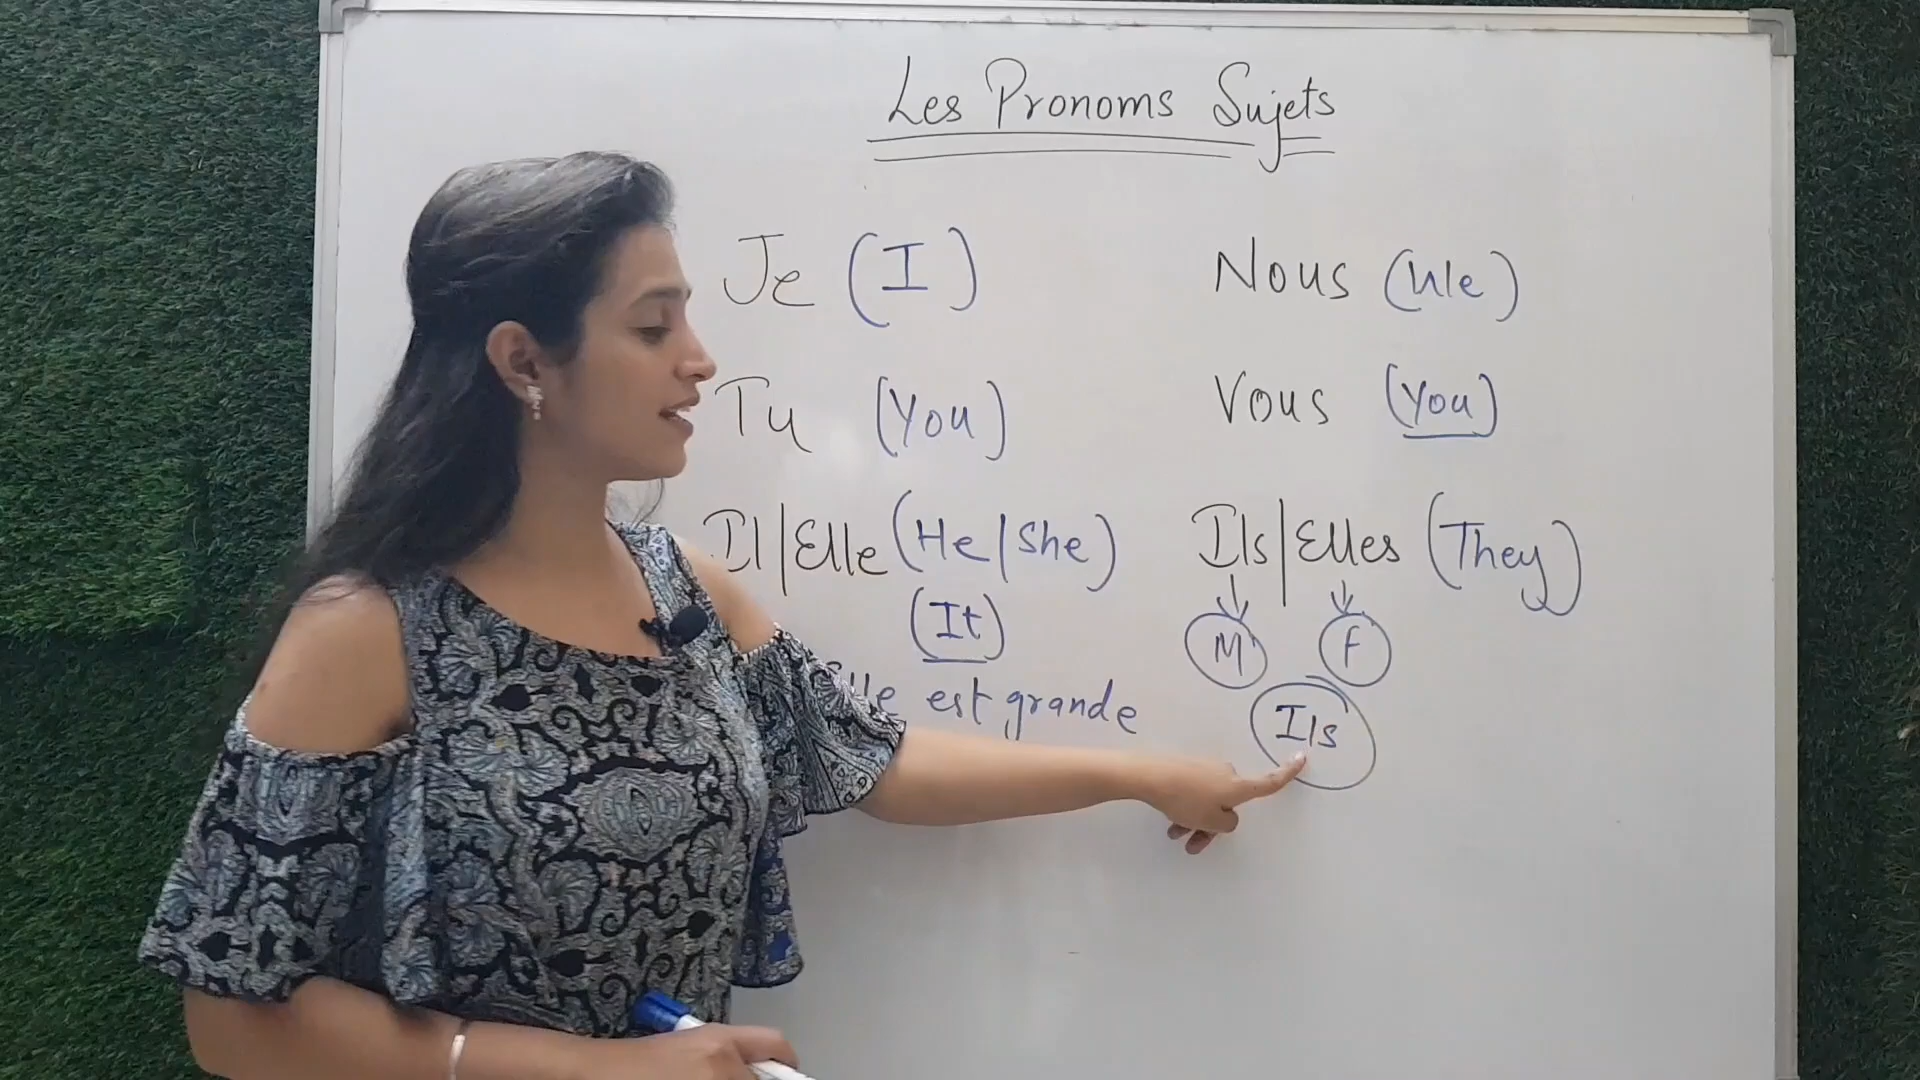 Les Pronoms Sujets
Je (I)
Nous (We)
Tu (You)
Vous (You)
Il/Elle (He/She)
Ils/Elles (They)
(It)
M
F
est grande
Ils